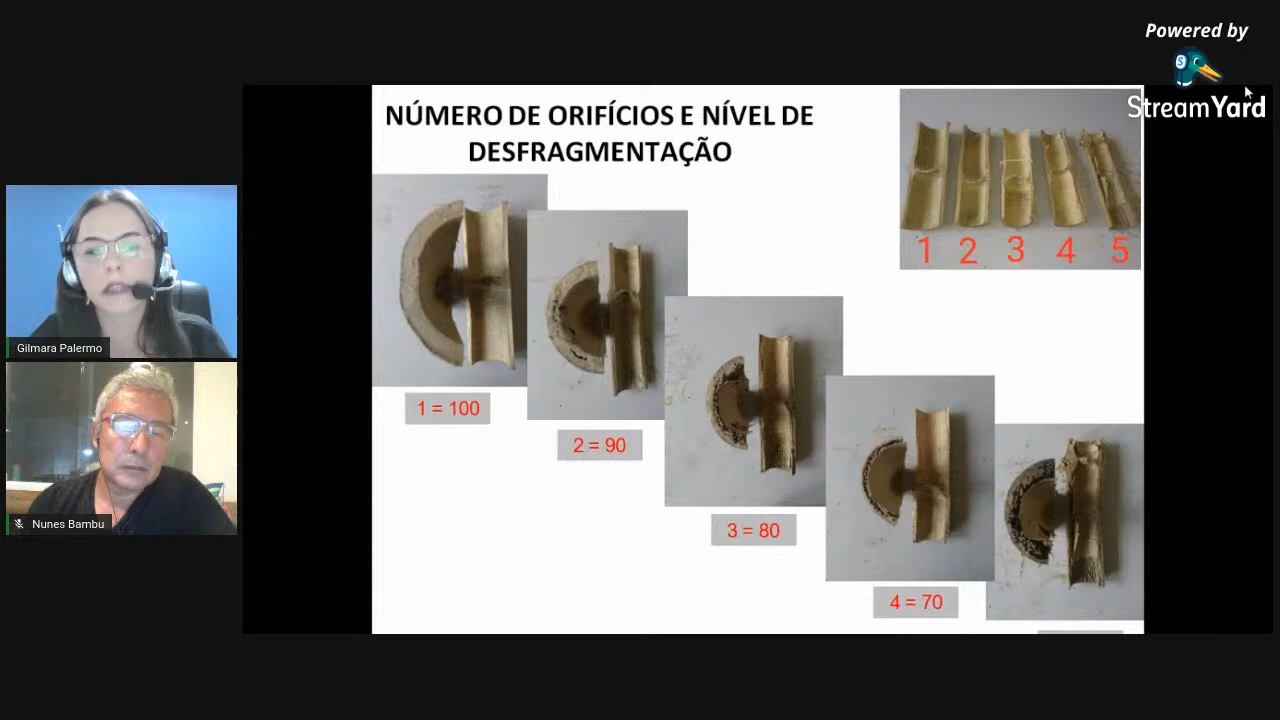 Powered by
StreamYard
NÚMERO DE ORIFÍCIOS E NÍVEL DE
DESFRAGMENTAÇÃO
1 2 3 4 5
1 = 100
2 = 90
3 = 80
4 = 70
Gilmara Palermo
Nunes Bambu